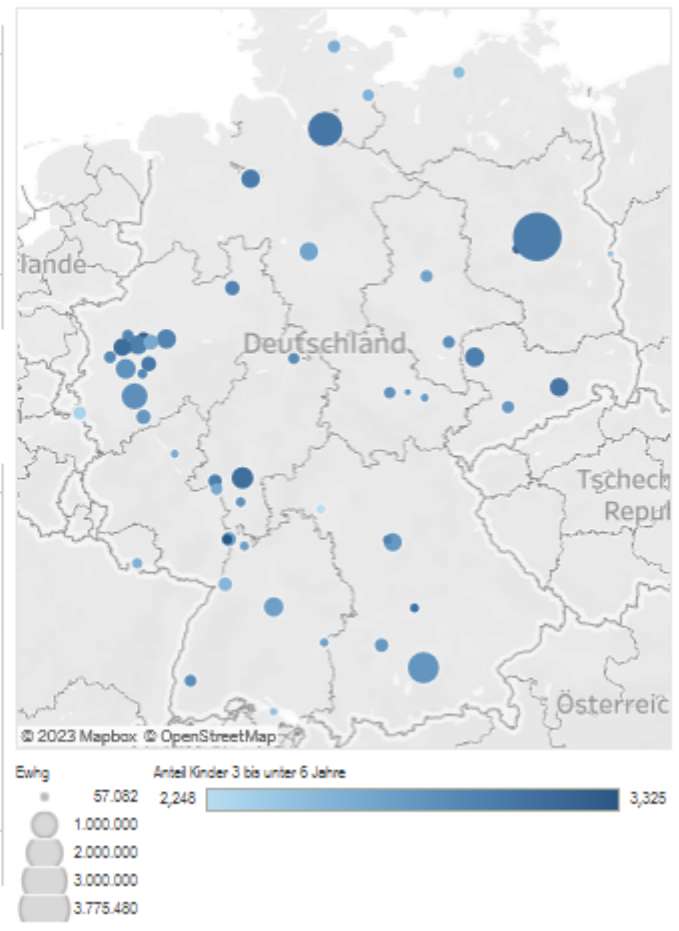 lande
Deutschland
Tschech
Repul
Österreic
© 2023 Mapbox © OpenStreetMap
Ewhg
57.082
1.000.000
2.000.000
3.000.000
3.775.480
Anteil Kinder 3 bis unter 6 Jahre
2,248
3,325